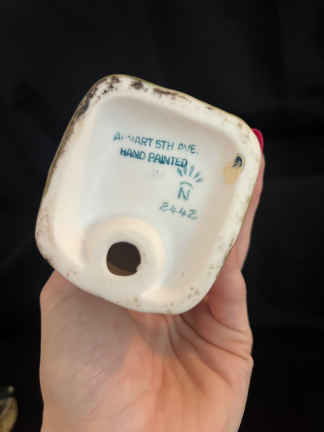 5TH AVE.
HAND PAINTED
N
2442